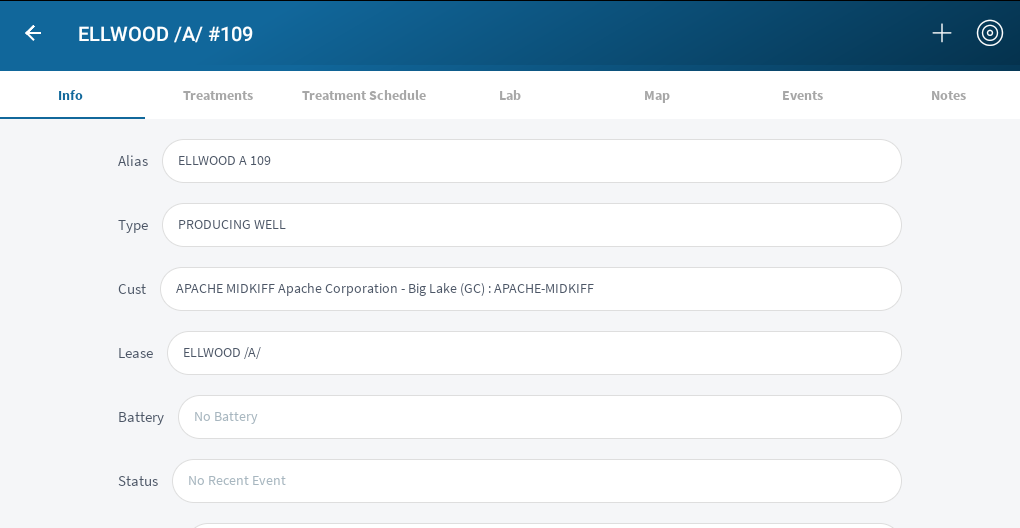 ELLWOOD /A/ #109
Info Treatments Treatment Schedule Lab Map Events Notes
Alias ELLWOOD A 109
Type PRODUCING WELL
Cust APACHE MIDKIFF Apache Corporation - Big Lake (GC) : APACHE-MIDKIFF
Lease ELLWOOD /A/
Battery No Battery
Status No Recent Event